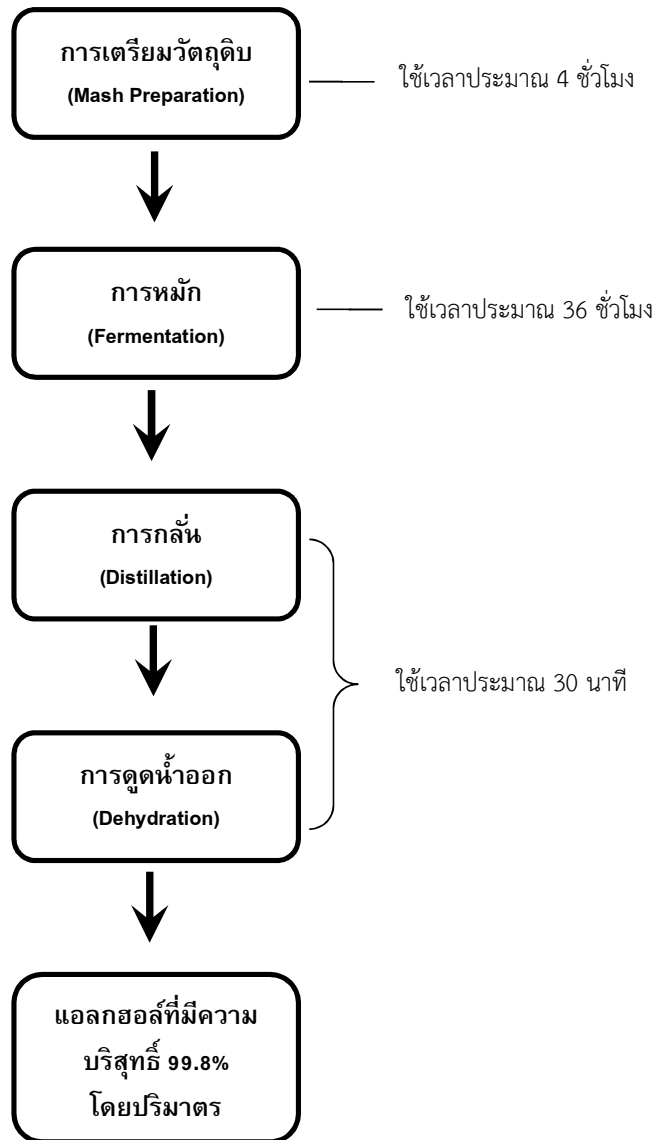 การเตรียมวัตถุดิบ
(Mash Preparation)
ใช้เวลาประมาณ 4 ชั่วโมง
การหมัก
(Fermentation)
ใช้เวลาประมาณ 36 ชั่วโมง
การกลั่น
(Distillation)
ใช้เวลาประมาณ 30 นาที
การดูดน้ำออก
(Dehydration)
แอลกฮอล์ที่มีความ
บริสุทธิ์ 99.8%
โดยปริมาตร